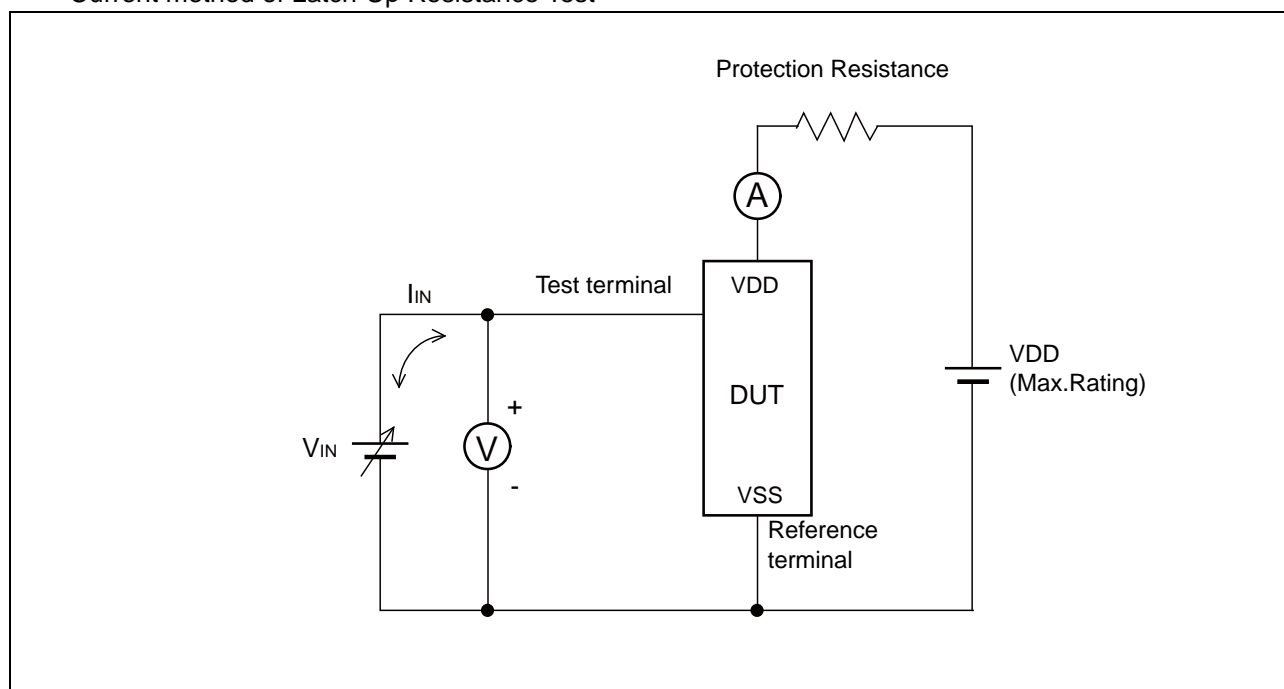 Current method of Latch-Up Resistance Test
Protection Resistance
A
Test terminal
VDD
IIN
VDD
(Max.Rating)
DUT
+
VIN
V
-
VSS
Reference
terminal